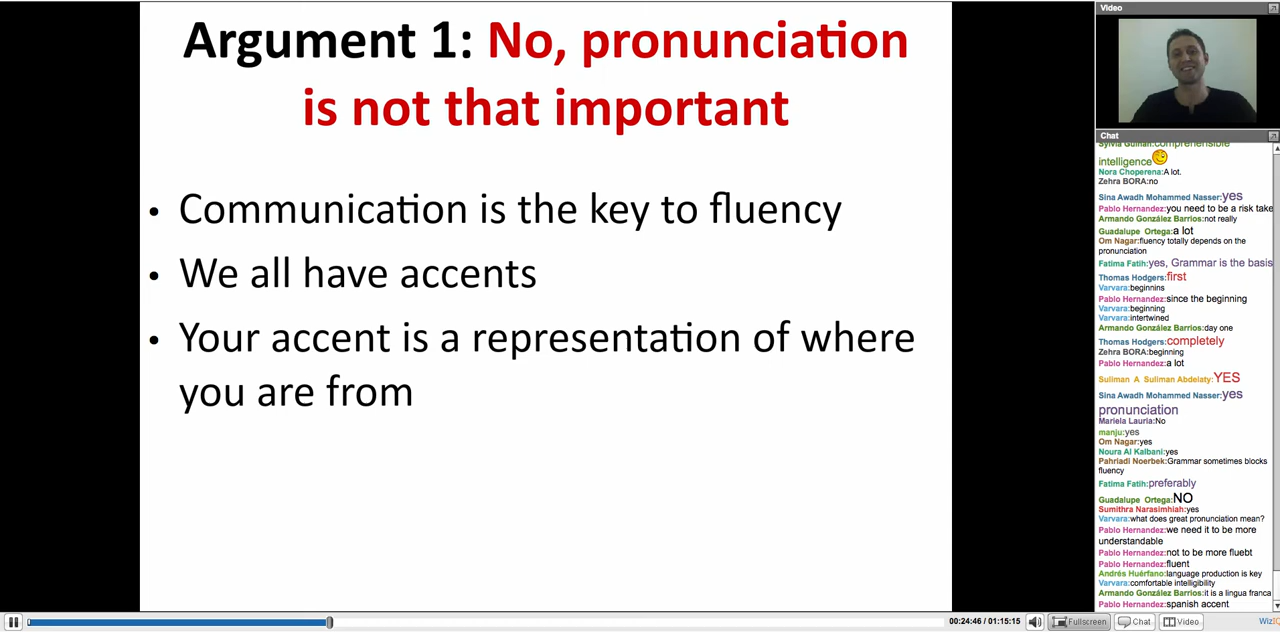 Argument 1: No, pronunciation
is not that important
• Communication is the key to fluency
• We all have accents
• Your accent is a representation of where
you are from
Video
Chat
Sylvia Guinan:comprehensible
intelligence
Nora Choperena:A lot.
Zehra BORA:no
Sina Awadh Mohammed Nasser:yes
Pablo Hernandez:you need to be a risk take
Armando González Barrios:not really
Guadalupe Ortega:a lot
Om Nagar:fluency totally depends on the
pronunciation
Fatima Fatih:yes, Grammar is the basis
Thomas Hodgers:first
Varvara:beginnins
Pablo Hernandez:since the beginning
Varvara:beginning
Varvara:intertwined
Armando González Barrios:day one
Thomas Hodgers:completely
Zehra BORA:beginning
Pablo Hernandez:a lot
Suliman A Suliman Abdelaty:YES
Sina Awadh Mohammed Nasser:yes
pronunciation
Mariela Lauria:No
manju:yes
Om Nagar:yes
Noura Al Kalbani:yes
Pahriadi Noerbek:Grammar sometimes blocks
fluency
Fatima Fatih:preferably
Guadalupe Ortega:NO
Sumithra Narasimhiah:yes
Varvara:what does great pronunciation mean?
Pablo Hernandez:we need it to be more
understandable
Pablo Hernandez:not to be more fluebt
Pablo Hernandez:fluent
Andrés Huérfano:language production is key
Varvara:comfortable intelligibility
Armando González Barrios:it is a lingua franca
Pablo Hernandez:spanish accent
00:24:46 / 01:15:15 Fullscreen Chat Video WizIQ